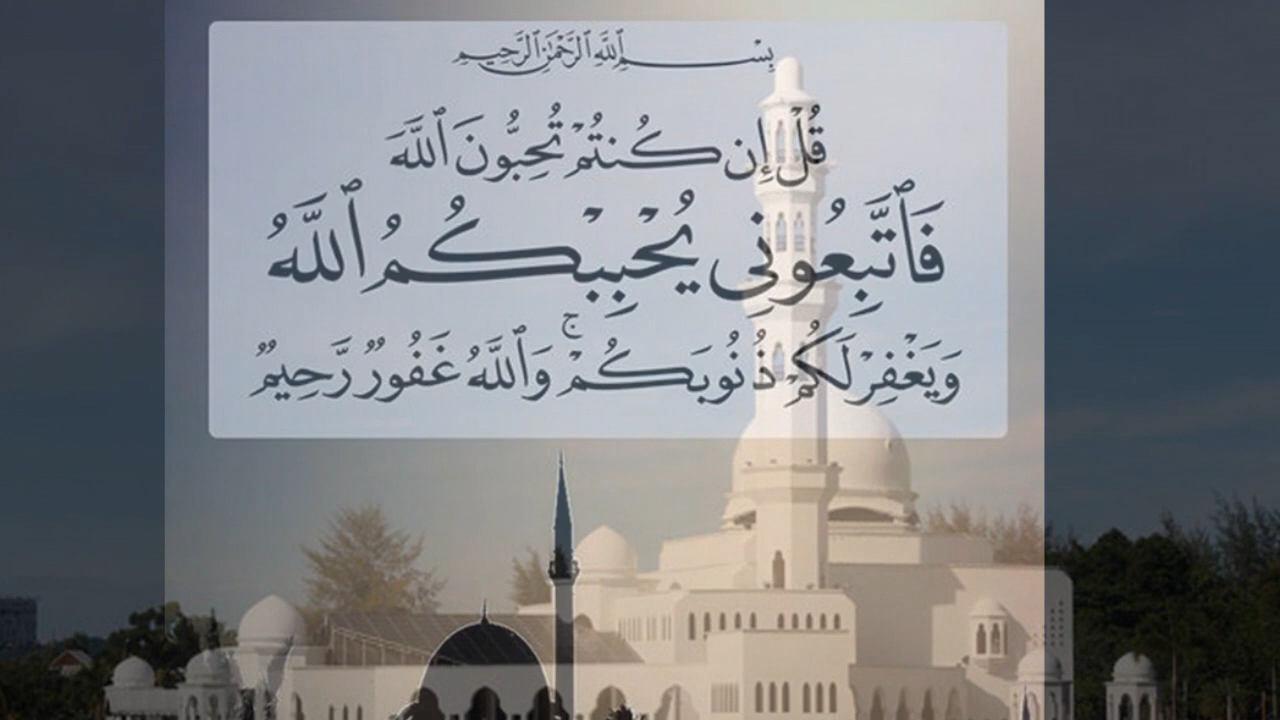 بِسْمِ ٱللَّهِ ٱلرَّحْمَٰنِ ٱلرَّحِيمِ
قُلْ إِن كُنتُمْ تُحِبُّونَ ٱللَّهَ
فَٱتَّبِعُونِى يُحْبِبْكُمُ ٱللَّهُ
وَيَغْفِرْ لَكُمْ ذُنُوبَكُمْ ۚ وَٱللَّهُ غَفُورٌ رَّحِيمٌ